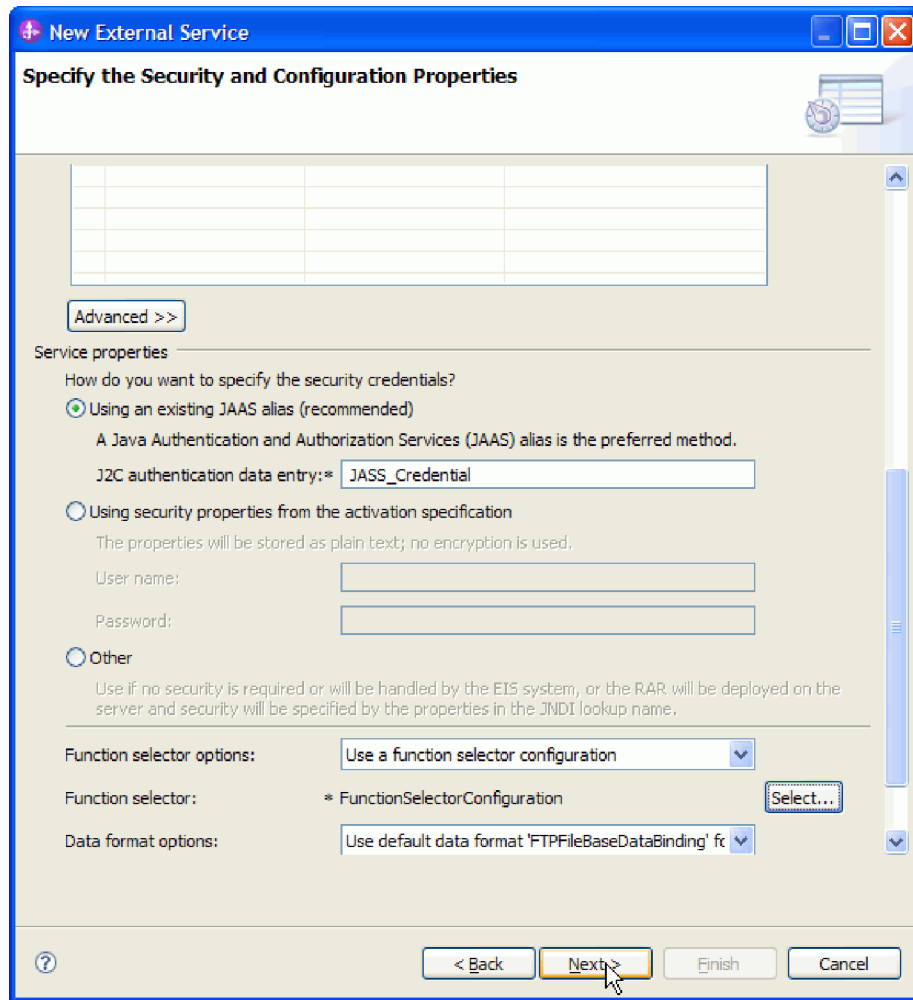 New External Service
Specify the Security and Configuration Properties
Advanced >>
Service properties
How do you want to specify the security credentials?
Using an existing JAAS alias (recommended)
A Java Authentication and Authorization Services (JAAS) alias is the preferred method.
J2C authentication data entry:* JASS_Credential
Using security properties from the activation specification
The properties will be stored as plain text; no encryption is used.
User name:
Password:
Other
Use if no security is required or will be handled by the EIS system, or the RAR will be deployed on the
server and security will be specified by the properties in the JNDI lookup name.
Function selector options: Use a function selector configuration
Function selector: * FunctionSelectorConfiguration Select...
Data format options: Use default data format 'FTPFileBaseDataBinding' fo
? < Back Next > Finish Cancel